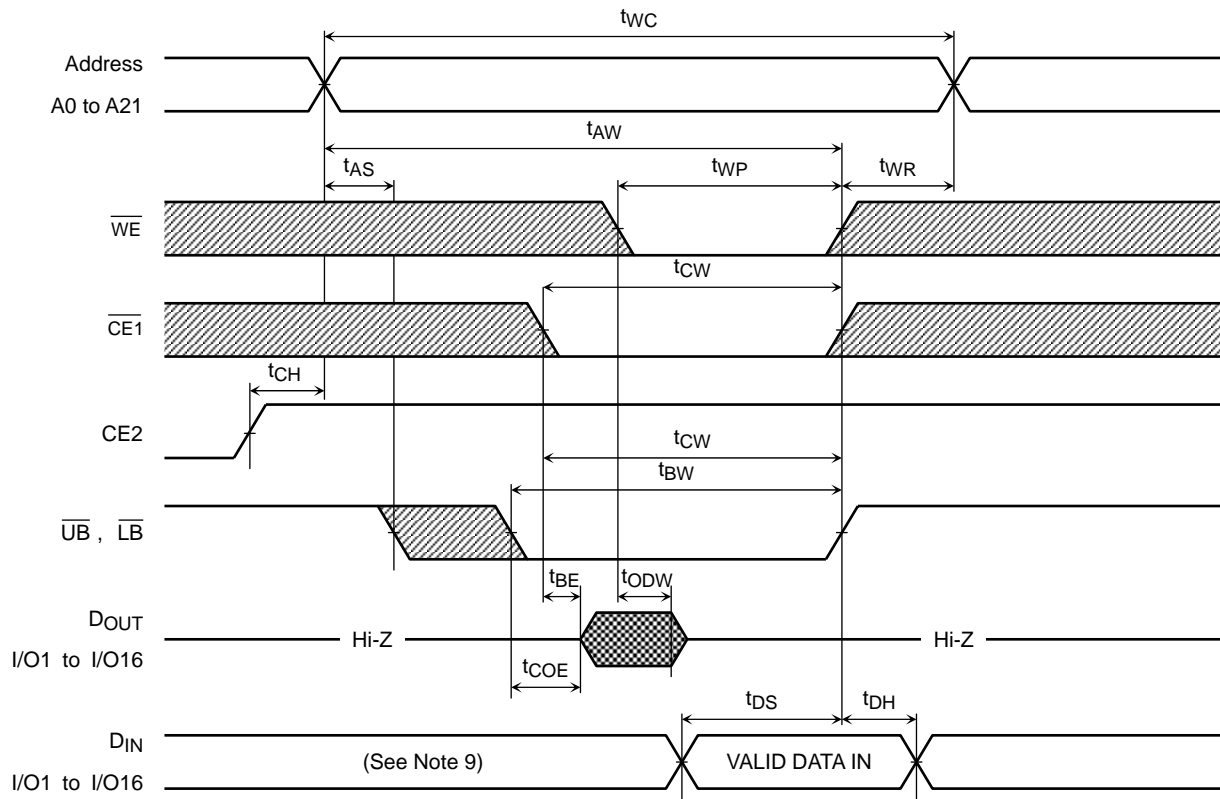 tWC
Address
A0 to A21
tAW
tAS
tWP
tWR
WE
tCW
CE1
tCH
CE2
tCW
tBW
UB , LB
tBE
tODW
DOUT
Hi-Z
Hi-Z
I/O1 to I/O16
tCOE
tDS
tDH
DIN
(See Note 9)
VALID DATA IN
I/O1 to I/O16